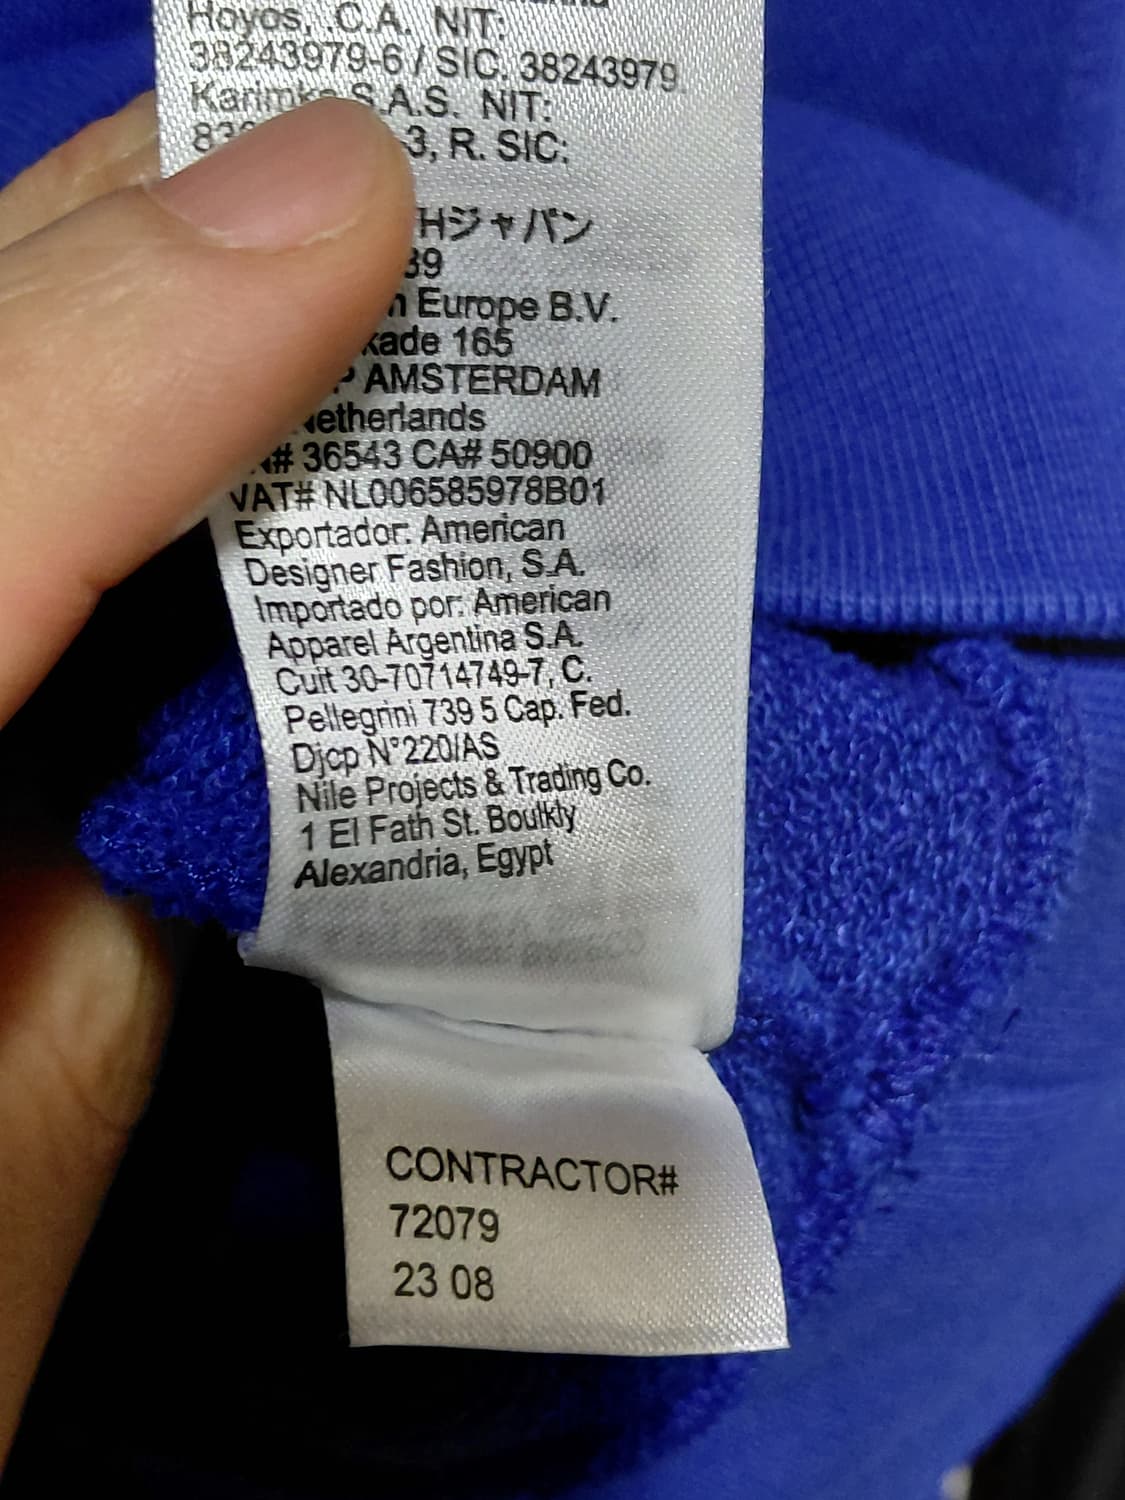 Hoyos, .C.A. NIT:
38243979-6 / SIC. 38243979
Karimks S.A.S. NIT:
3, R. SIC:
Hジャパン
39
Europe B.V.
kade 165
P AMSTERDAM
Netherlands
# 36543 CA# 50900
VAT# NL006585978B01
Exportador: American
Designer Fashion, S.A.
Importado por: American
Apparel Argentina S.A.
Cuit 30-70714749-7, C.
Pellegrini 739 5 Cap. Fed.
Djcp N°220/AS
Nile Projects & Trading Co.
1 El Fath St. Boulkly
Alexandria, Egypt
CONTRACTOR#
72079
23 08